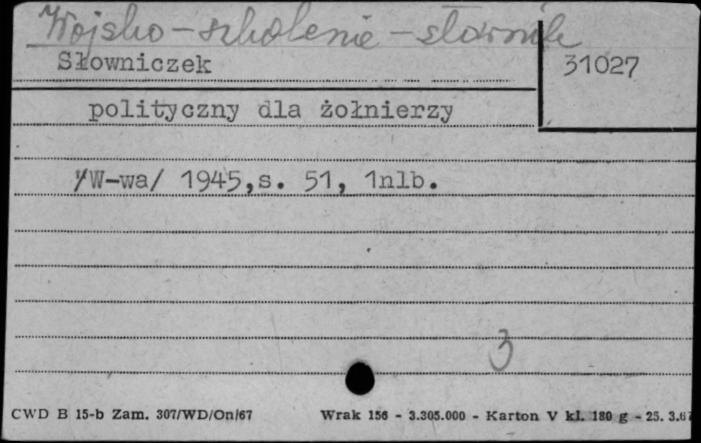 Wojsko - szkolenie - słownik
Słowniczek
31027
polityczny dla żołnierzy
/W-wa/ 1945,s. 51, 1nlb.
3
CWD B 15-b Zam. 307/WD/On/67 Wrak 156 - 3.305.000 - Karton V kl. 180 g - 25. 3.67